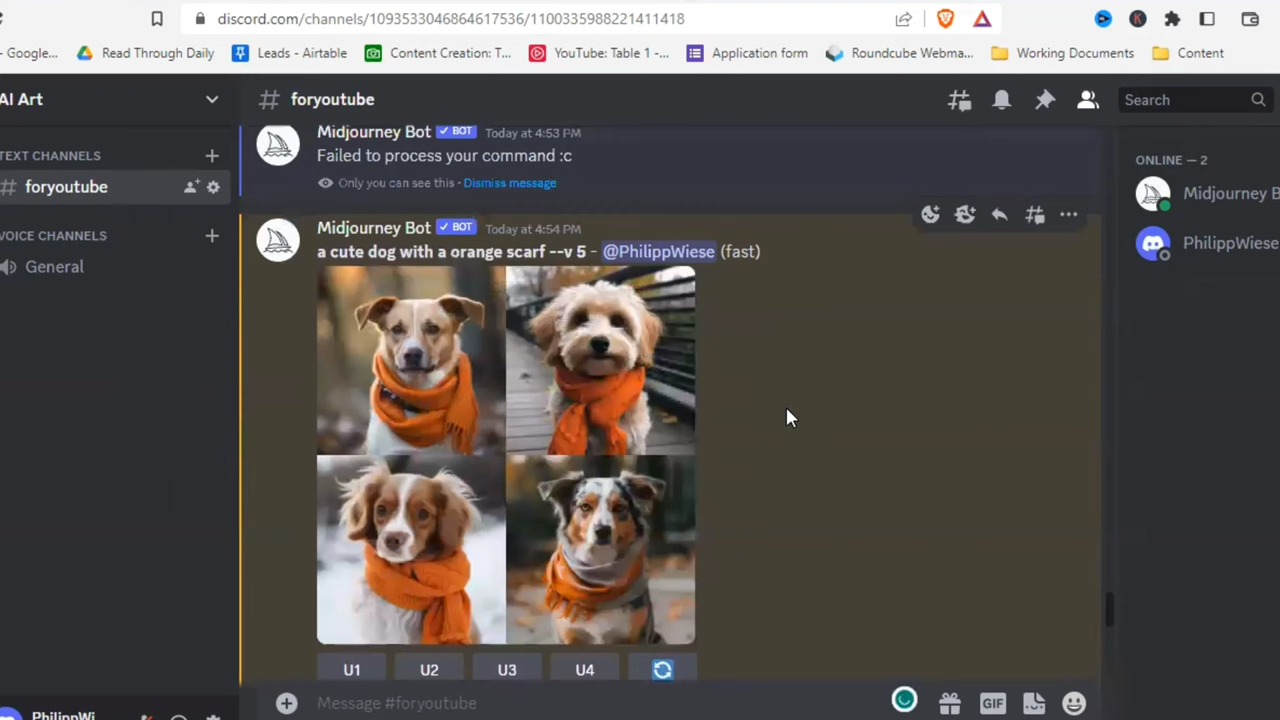 discord.com/channels/1093533046864617536/1100335988221411418
- Google... Read Through Daily Leads - Airtable Content Creation: T... YouTube: Table 1 -... Application form Roundcube Webma... Working Documents Content
AI Art
# foryoutube
Search
TEXT CHANNELS
# foryoutube
VOICE CHANNELS
General
Midjourney Bot BOT Today at 4:53 PM
Failed to process your command :c
Only you can see this · Dismiss message
Midjourney Bot BOT Today at 4:54 PM
a cute dog with a orange scarf --v 5 - @PhilippWiese (fast)
U1 U2 U3 U4
Message #foryoutube
GIF
ONLINE — 2
Midjourney B
PhilippWiese
PhilippWi...